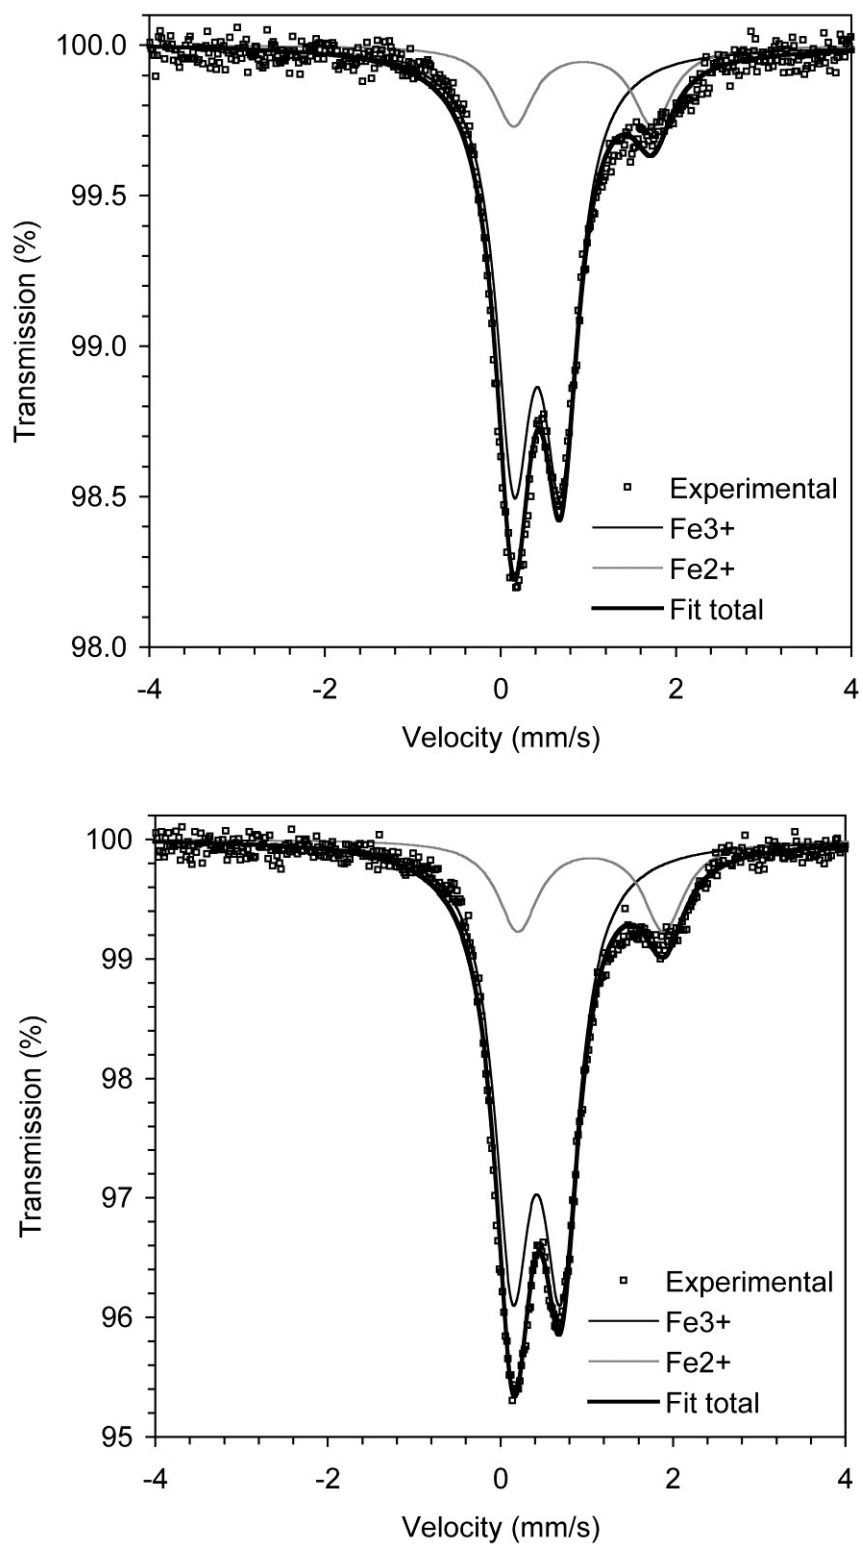 100.0
99.5
99.0
98.5
98.0
Transmission (%)
Experimental
Fe3+
Fe2+
Fit total
-4 -2 0 2 4
Velocity (mm/s)
100
99
98
97
96
95
Transmission (%)
Experimental
Fe3+
Fe2+
Fit total
-4 -2 0 2 4
Velocity (mm/s)